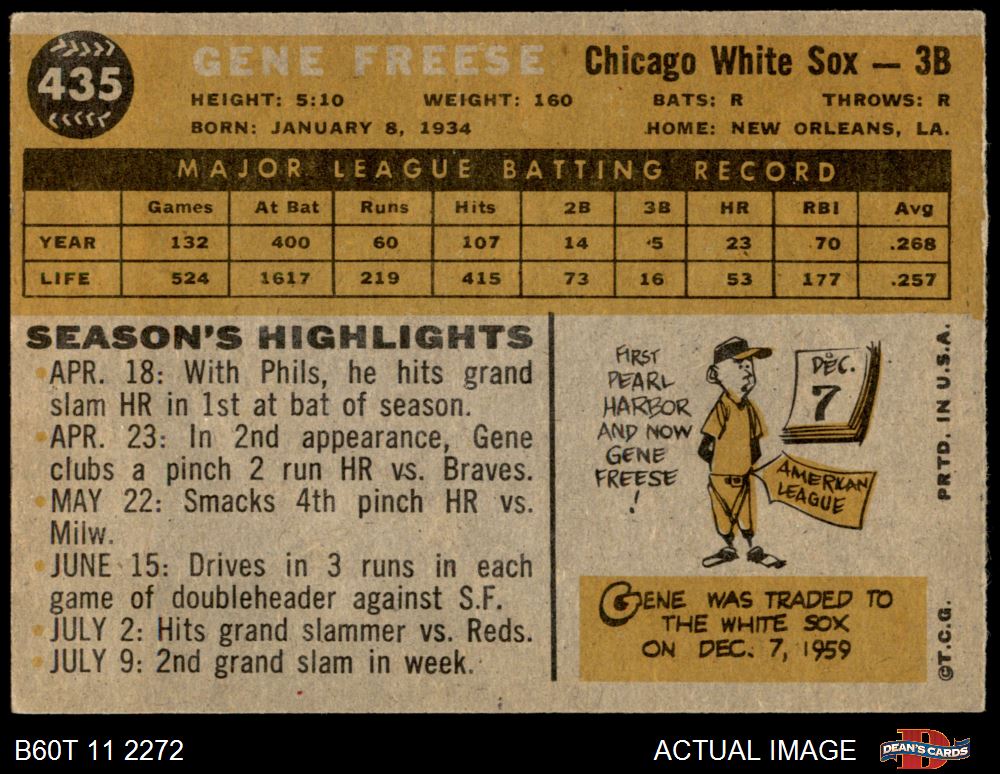 435
GENE FREESE Chicago White Sox — 3B
HEIGHT: 5:10 WEIGHT: 160 BATS: R THROWS: R
BORN: JANUARY 8, 1934 HOME: NEW ORLEANS, LA.
MAJOR LEAGUE BATTING RECORD
Games At Bat Runs Hits 2B 3B HR RBI Avg
YEAR 132 400 60 107 14 5 23 70 .268
LIFE 524 1617 219 415 73 16 53 177 .257
SEASON'S HIGHLIGHTS
APR. 18: With Phils, he hits grand
slam HR in 1st at bat of season.
APR. 23: In 2nd appearance, Gene
clubs a pinch 2 run HR vs. Braves.
MAY 22: Smacks 4th pinch HR vs.
Milw.
JUNE 15: Drives in 3 runs in each
game of doubleheader against S.F.
JULY 2: Hits grand slammer vs. Reds.
JULY 9: 2nd grand slam in week.
FIRST
PEARL
HARBOR
AND NOW
GENE
FREESE
!
DEC.
7
AMERICAN
LEAGUE
GENE WAS TRADED TO
THE WHITE SOX
ON DEC. 7, 1959
PRTD. IN U.S.A.
©T.C.G.
B60T 11 2272
ACTUAL IMAGE
DEAN'S CARDS